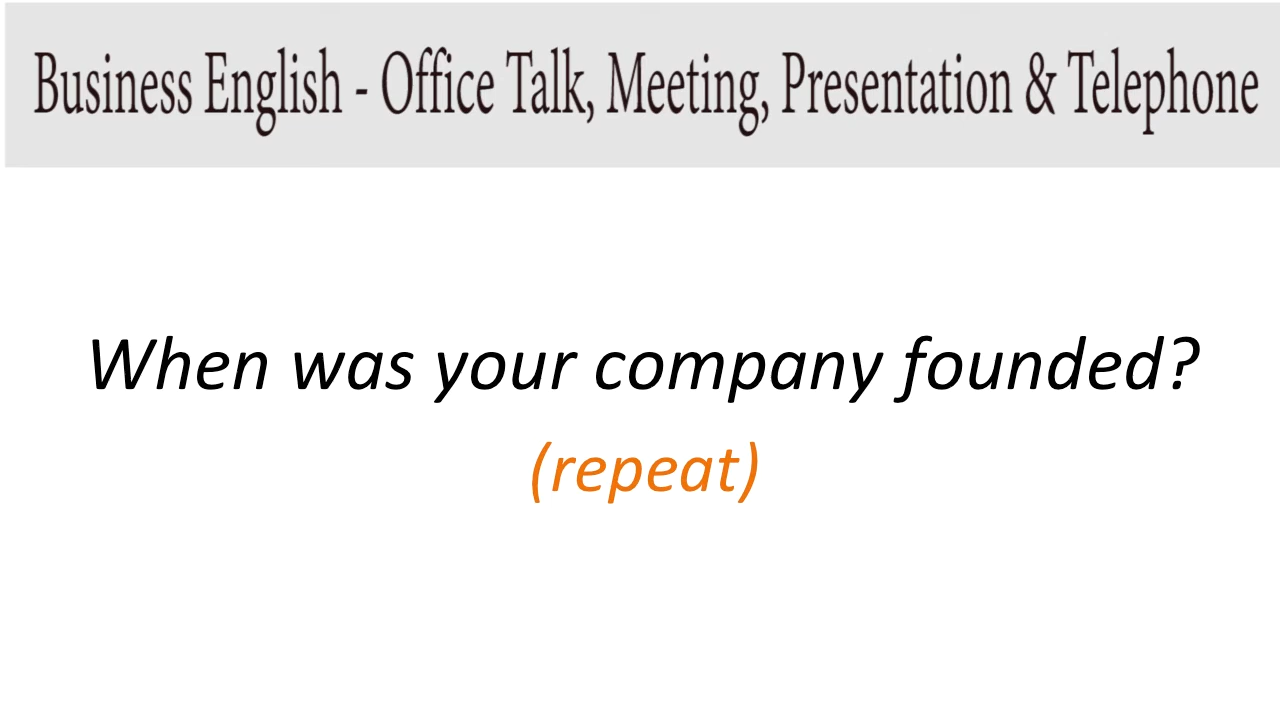 Business English - Office Talk, Meeting, Presentation & Telephone
When was your company founded?
(repeat)